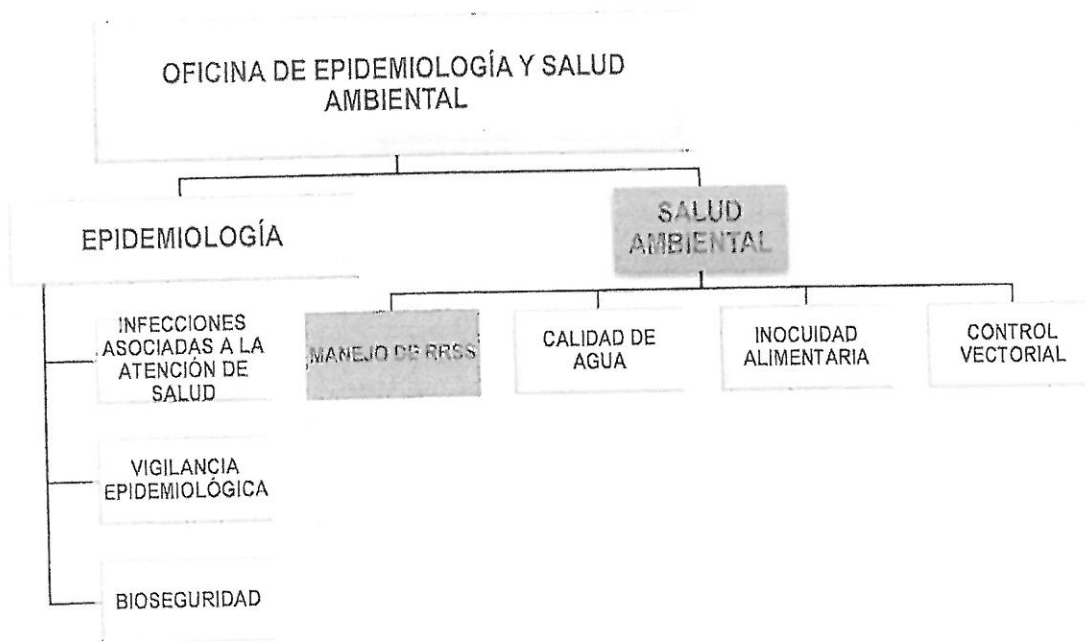 OFICINA DE EPIDEMIOLOGÍA Y SALUD
AMBIENTAL
EPIDEMIOLOGÍA
SALUD
AMBIENTAL
INFECCIONES
ASOCIADAS A LA
ATENCIÓN DE
SALUD
MANEJO DE RRSS
CALIDAD DE
AGUA
INOCUIDAD
ALIMENTARIA
CONTROL
VECTORIAL
VIGILANCIA
EPIDEMIOLÓGICA
BIOSEGURIDAD